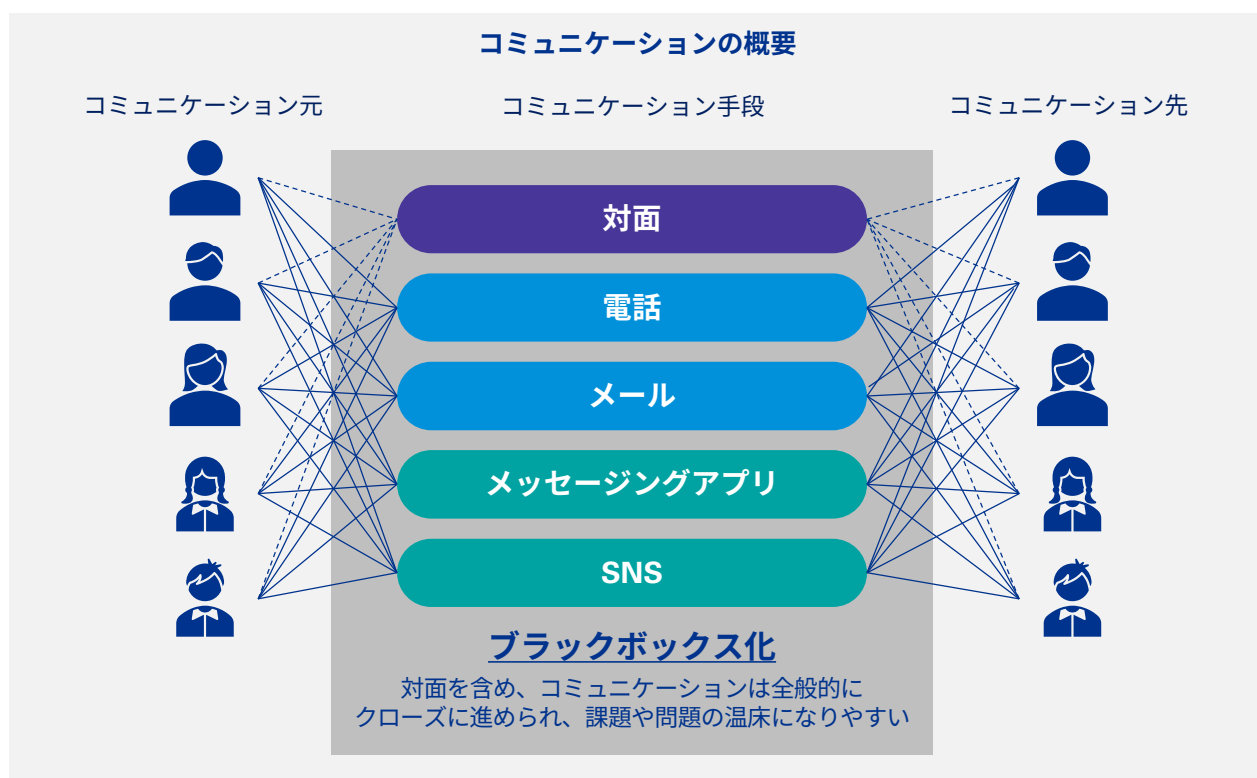 コミュニケーションの概要
コミュニケーション元
コミュニケーション手段
コミュニケーション先
対面
電話
メール
メッセージングアプリ
SNS
ブラックボックス化
対面を含め、コミュニケーションは全般的に
クローズに進められ、課題や問題の温床になりやすい